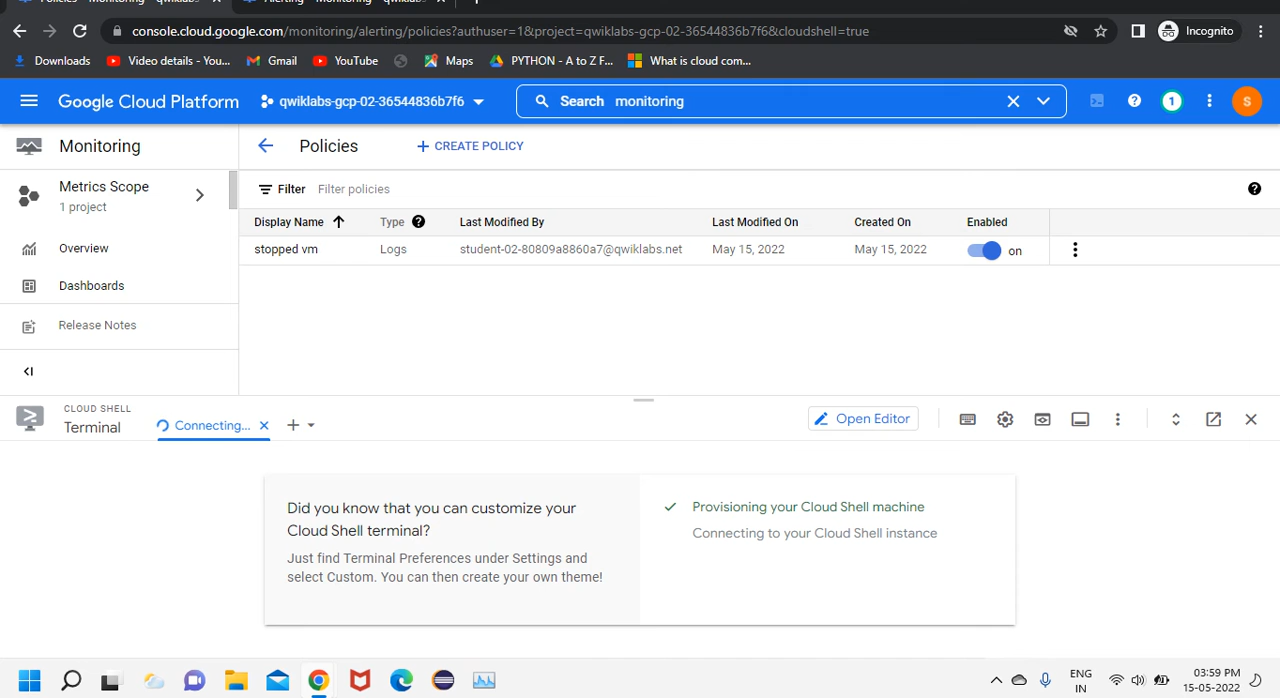 Policies - Monitoring - qwiklabs
Alerting - Monitoring - qwiklabs
console.cloud.google.com/monitoring/alerting/policies?authuser=1&project=qwiklabs-gcp-02-36544836b7f6&cloudshell=true
Incognito
Downloads
Video details - You...
Gmail
YouTube
Maps
PYTHON - A to Z F...
What is cloud com...
Google Cloud Platform
qwiklabs-gcp-02-36544836b7f6
Search monitoring
1
S
Monitoring
Policies
CREATE POLICY
Metrics Scope
1 project
Filter Filter policies
Display Name Type Last Modified By Last Modified On Created On Enabled
stopped vm Logs student-02-80809a8860a7@qwiklabs.net May 15, 2022 May 15, 2022 on
Overview
Dashboards
Release Notes
CLOUD SHELL
Terminal
Connecting...
Open Editor
Did you know that you can customize your
Cloud Shell terminal?
Just find Terminal Preferences under Settings and
select Custom. You can then create your own theme!
Provisioning your Cloud Shell machine
Connecting to your Cloud Shell instance
ENG
IN
03:59 PM
15-05-2022